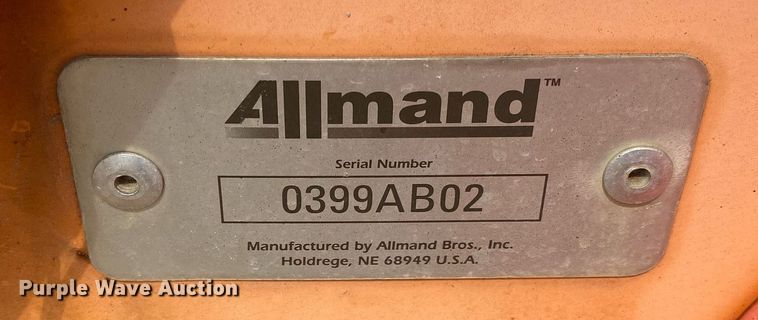 Allmand™
Serial Number
0399AB02
Manufactured by Allmand Bros., Inc.
Holdrege, NE 68949 U.S.A.
Purple Wave Auction